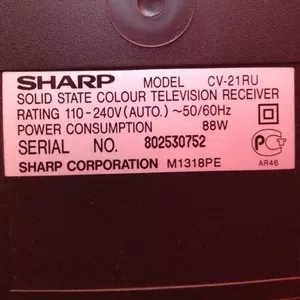 SHARP MODEL CV-21RU
SOLID STATE COLOUR TELEVISION RECEIVER
RATING 110-240V(AUTO.) ~50/60Hz
POWER CONSUMPTION 88W
SERIAL NO. 802530752
SHARP CORPORATION M1318PE
AR46